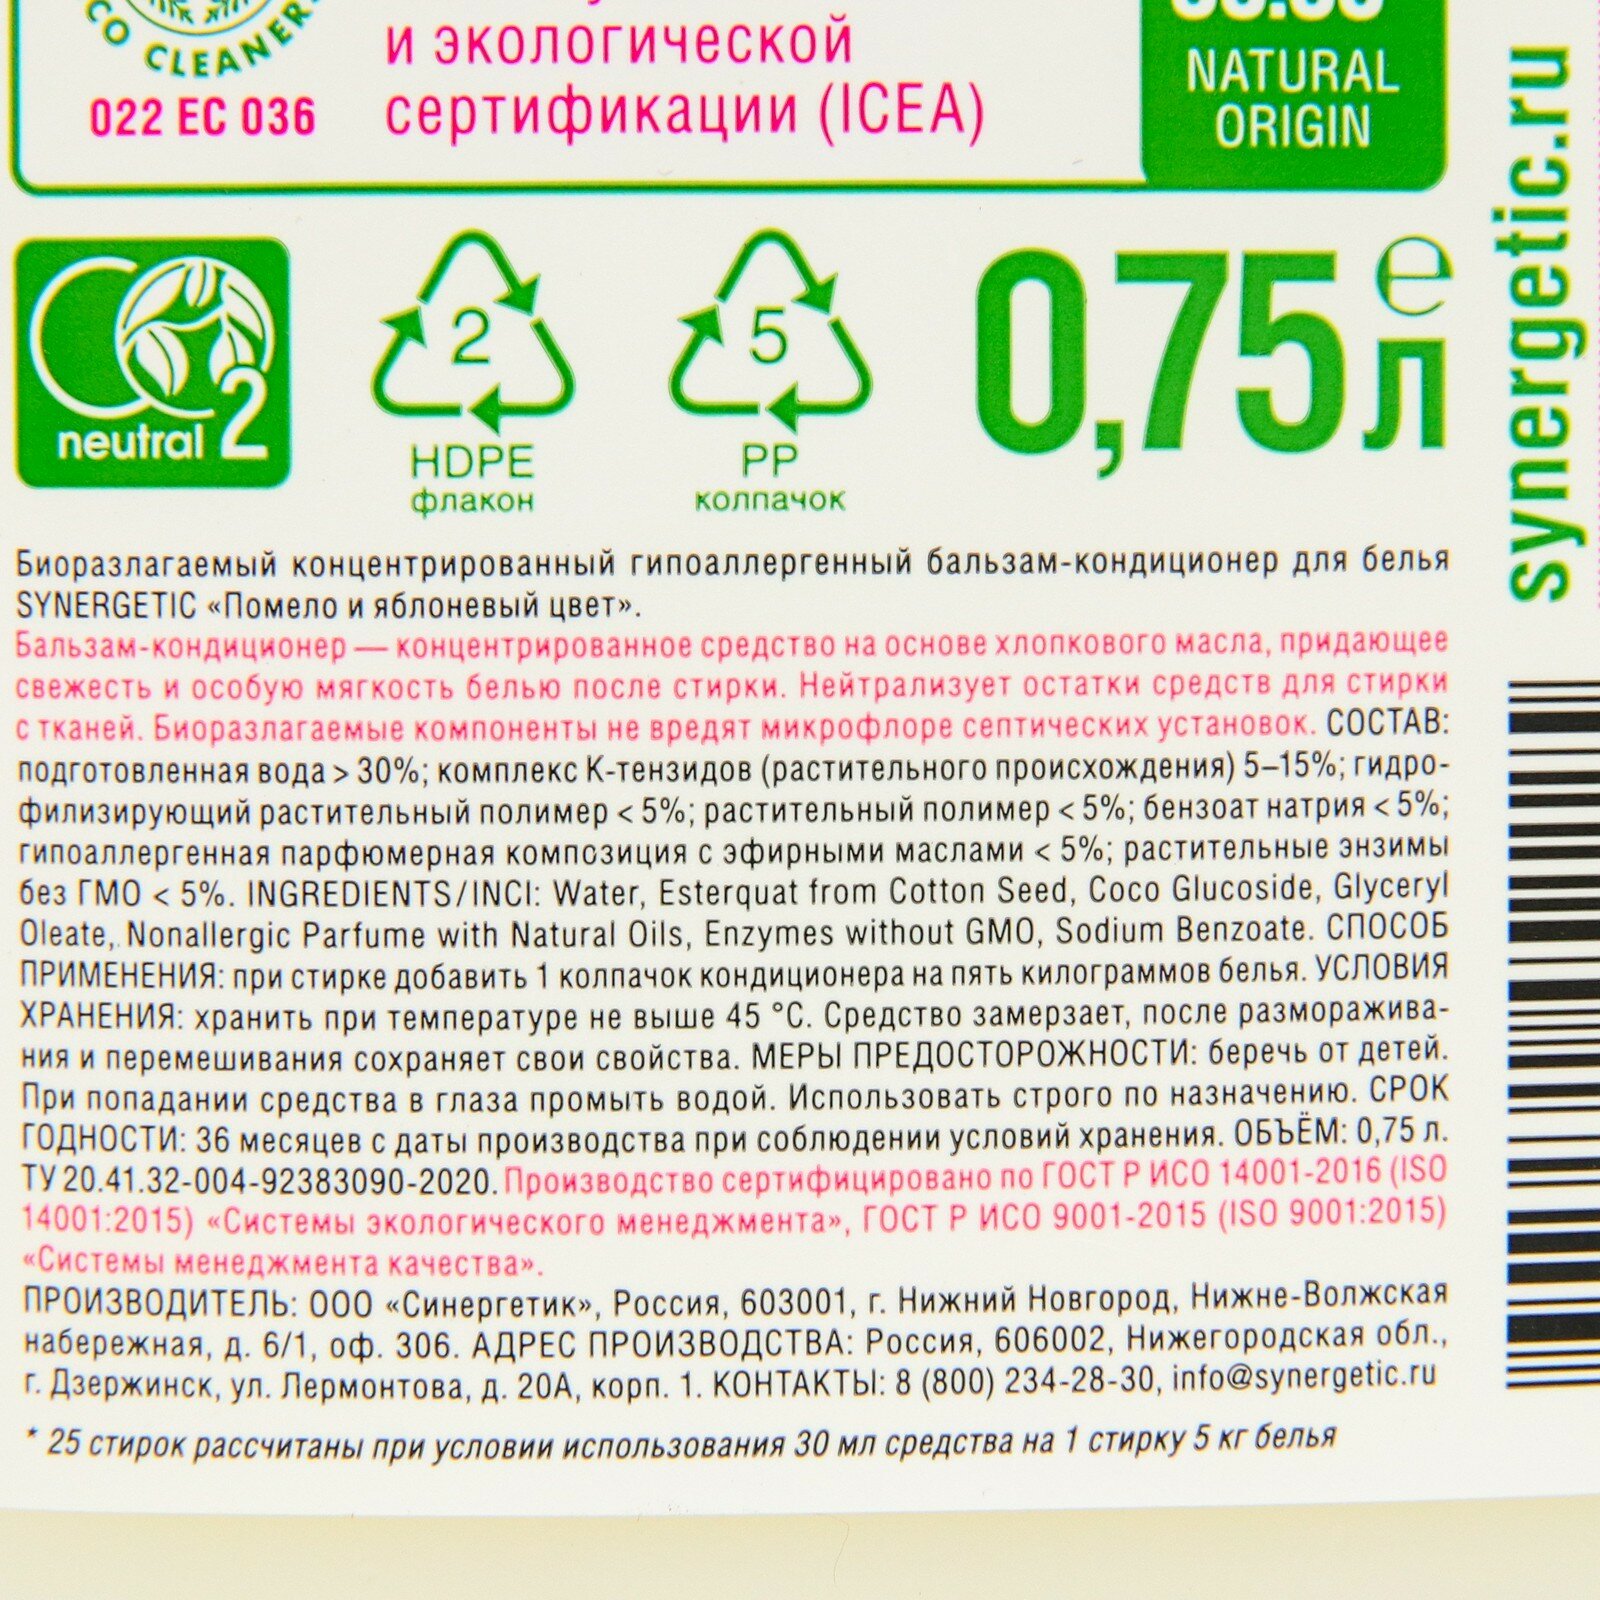 ECO CLEANERS
022 EC 036
и экологической
сертификации (ICEA)
NATURAL
ORIGIN
synergetic.ru
CO2
neutral
2
HDPE
флакон
5
PP
колпачок
0,75 л
℮
Биоразлагаемый концентрированный гипоаллергенный бальзам-кондиционер для белья
SYNERGETIC «Помело и яблоневый цвет».
Бальзам-кондиционер — концентрированное средство на основе хлопкового масла, придающее
свежесть и особую мягкость белью после стирки. Нейтрализует остатки средств для стирки
с тканей. Биоразлагаемые компоненты не вредят микрофлоре септических установок. СОСТАВ:
подготовленная вода > 30%; комплекс К-тензидов (растительного происхождения) 5–15%; гидро-
филизирующий растительный полимер < 5%; растительный полимер < 5%; бензоат натрия < 5%;
гипоаллергенная парфюмерная композиция с эфирными маслами < 5%; растительные энзимы
без ГМО < 5%. INGREDIENTS/INCI: Water, Esterquat from Cotton Seed, Coco Glucoside, Glyceryl
Oleate, Nonallergic Parfume with Natural Oils, Enzymes without GMO, Sodium Benzoate. СПОСОБ
ПРИМЕНЕНИЯ: при стирке добавить 1 колпачок кондиционера на пять килограммов белья. УСЛОВИЯ
ХРАНЕНИЯ: хранить при температуре не выше 45 °С. Средство замерзает, после разморажива-
ния и перемешивания сохраняет свои свойства. МЕРЫ ПРЕДОСТОРОЖНОСТИ: беречь от детей.
При попадании средства в глаза промыть водой. Использовать строго по назначению. СРОК
ГОДНОСТИ: 36 месяцев с даты производства при соблюдении условий хранения. ОБЪЁМ: 0,75 л.
ТУ 20.41.32-004-92383090-2020. Производство сертифицировано по ГОСТ Р ИСО 14001-2016 (ISO
14001:2015) «Системы экологического менеджмента», ГОСТ Р ИСО 9001-2015 (ISO 9001:2015)
«Системы менеджмента качества».
ПРОИЗВОДИТЕЛЬ: ООО «Синергетик», Россия, 603001, г. Нижний Новгород, Нижне-Волжская
набережная, д. 6/1, оф. 306. АДРЕС ПРОИЗВОДСТВА: Россия, 606002, Нижегородская обл.,
г. Дзержинск, ул. Лермонтова, д. 20А, корп. 1. КОНТАКТЫ: 8 (800) 234-28-30, info@synergetic.ru
* 25 стирок рассчитаны при условии использования 30 мл средства на 1 стирку 5 кг белья